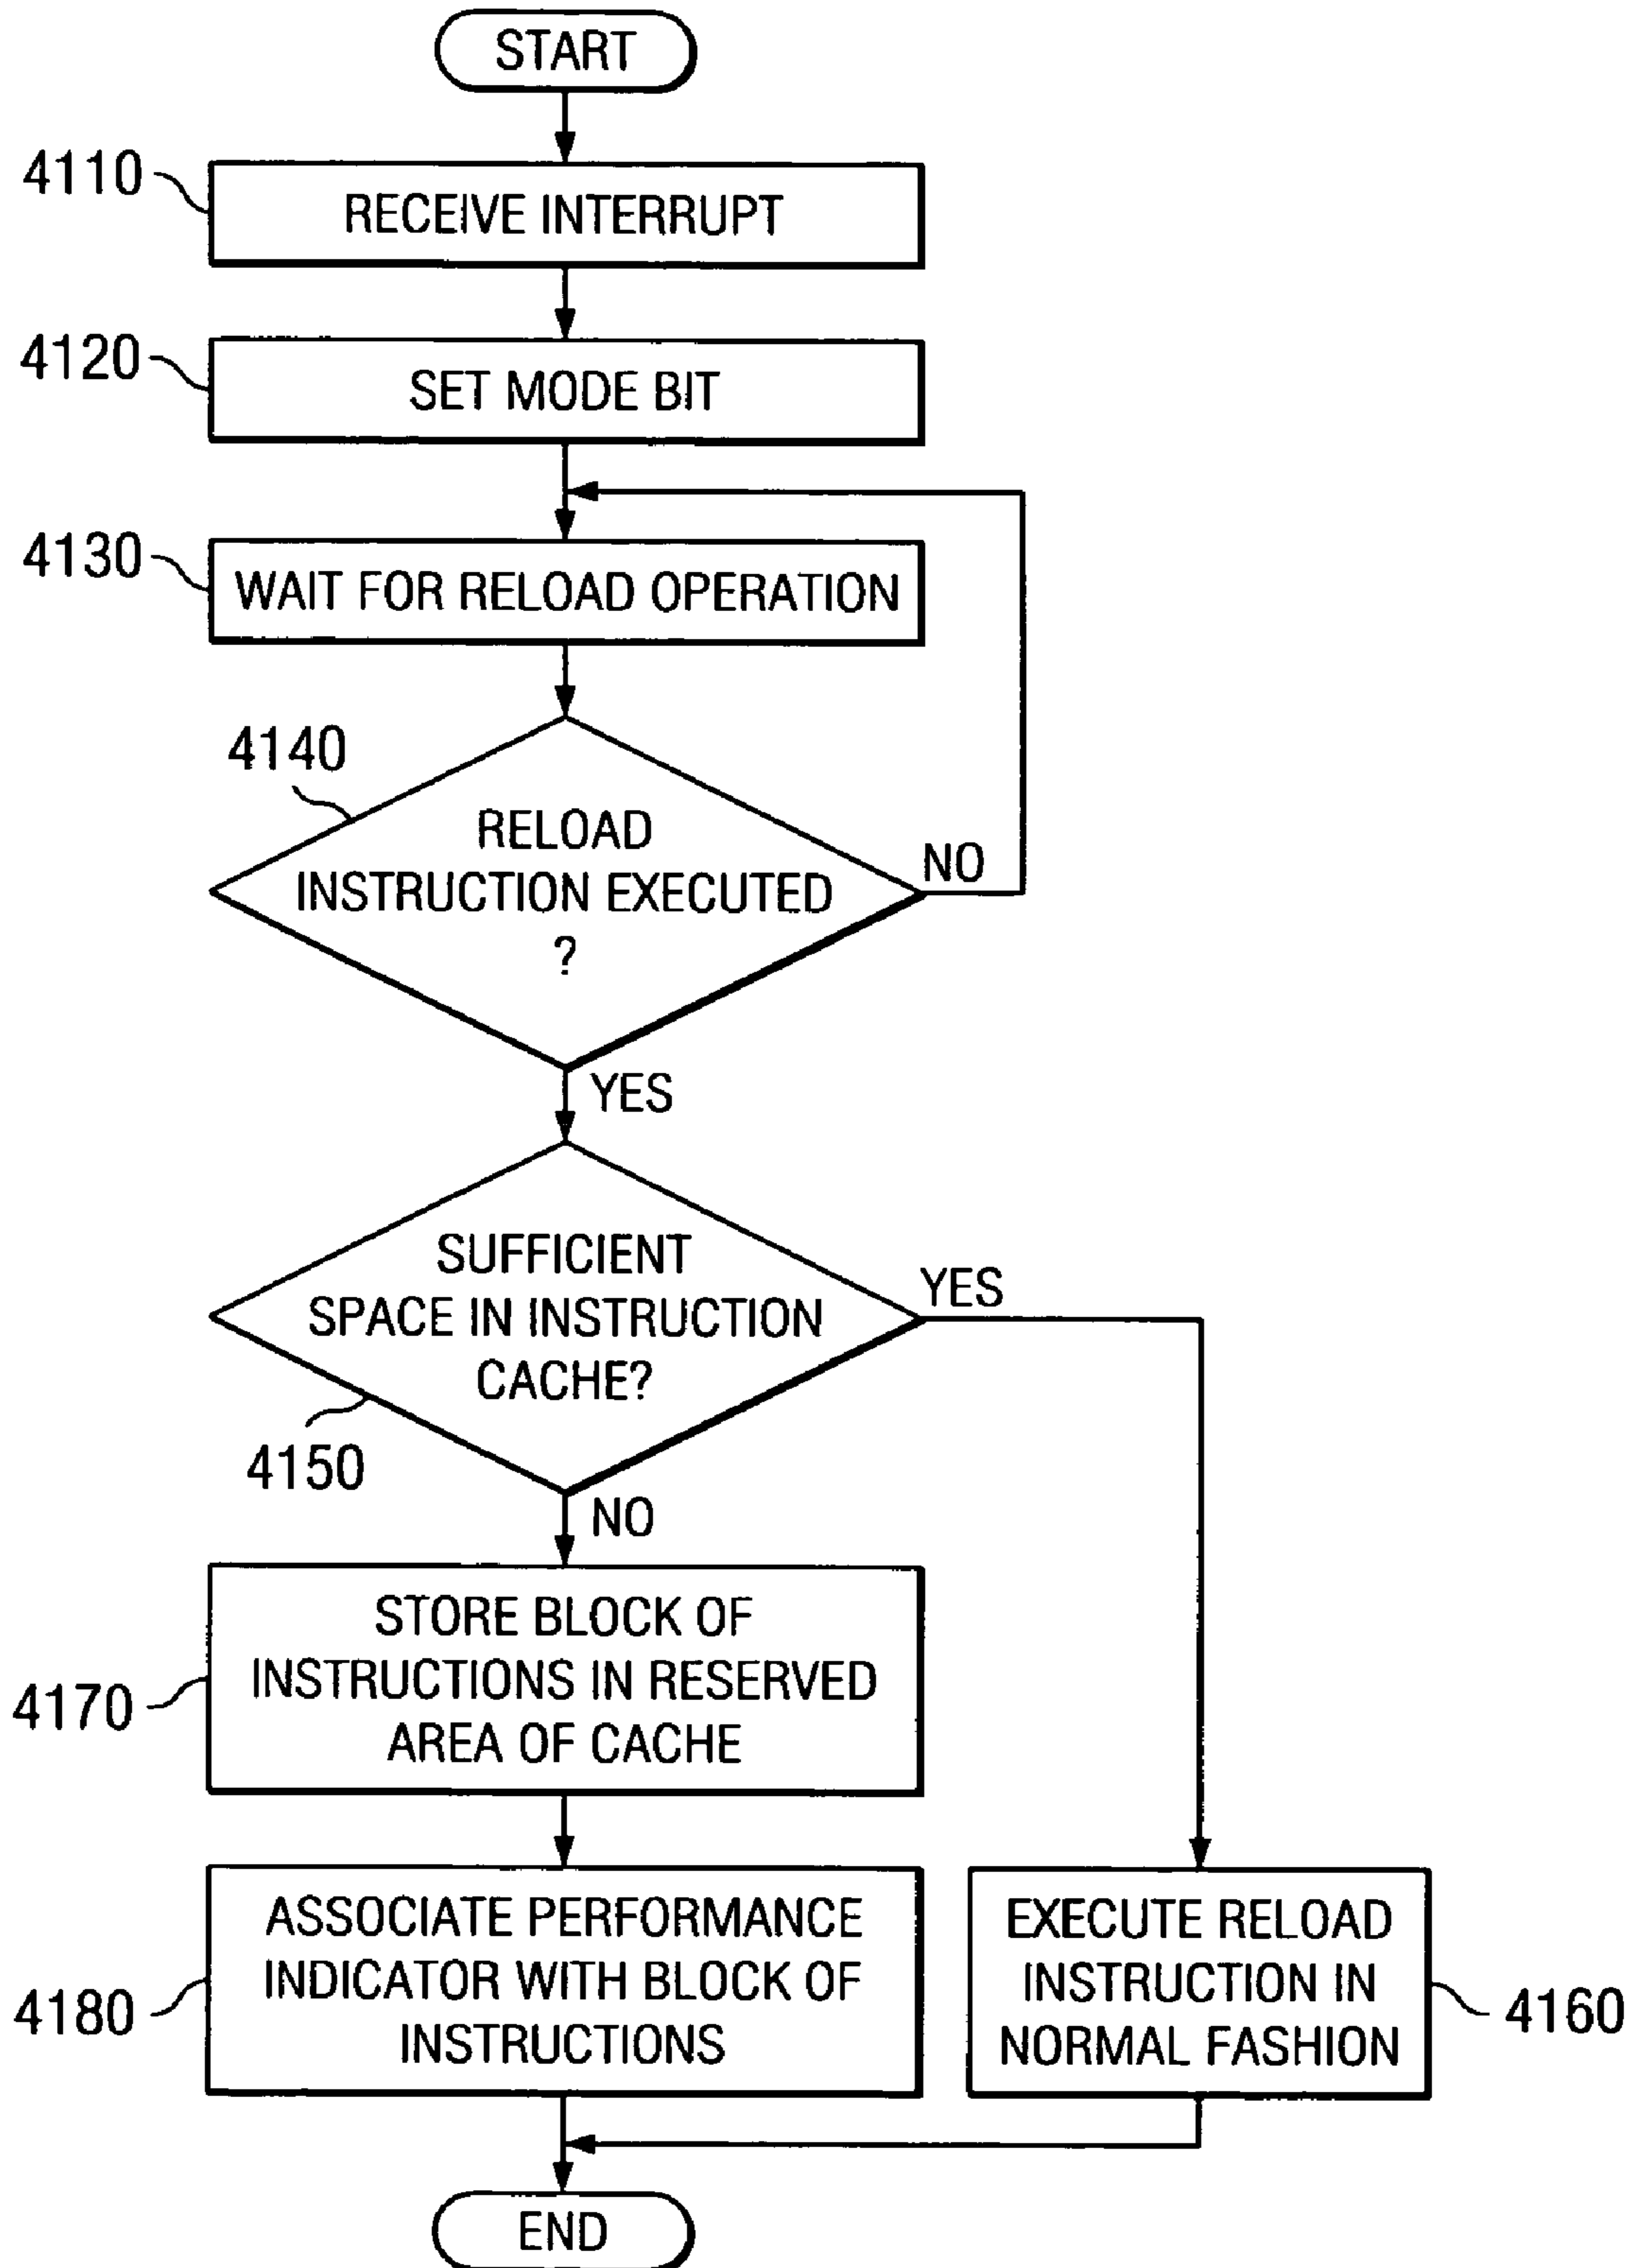 START
4110
RECEIVE INTERRUPT
4120
SET MODE BIT
4130
WAIT FOR RELOAD OPERATION
4140
RELOAD
INSTRUCTION EXECUTED
?
NO
YES
SUFFICIENT
SPACE IN INSTRUCTION
CACHE?
YES
4150
NO
STORE BLOCK OF
INSTRUCTIONS IN RESERVED
AREA OF CACHE
4170
ASSOCIATE PERFORMANCE
INDICATOR WITH BLOCK OF
INSTRUCTIONS
4180
EXECUTE RELOAD
INSTRUCTION IN
NORMAL FASHION
4160
END